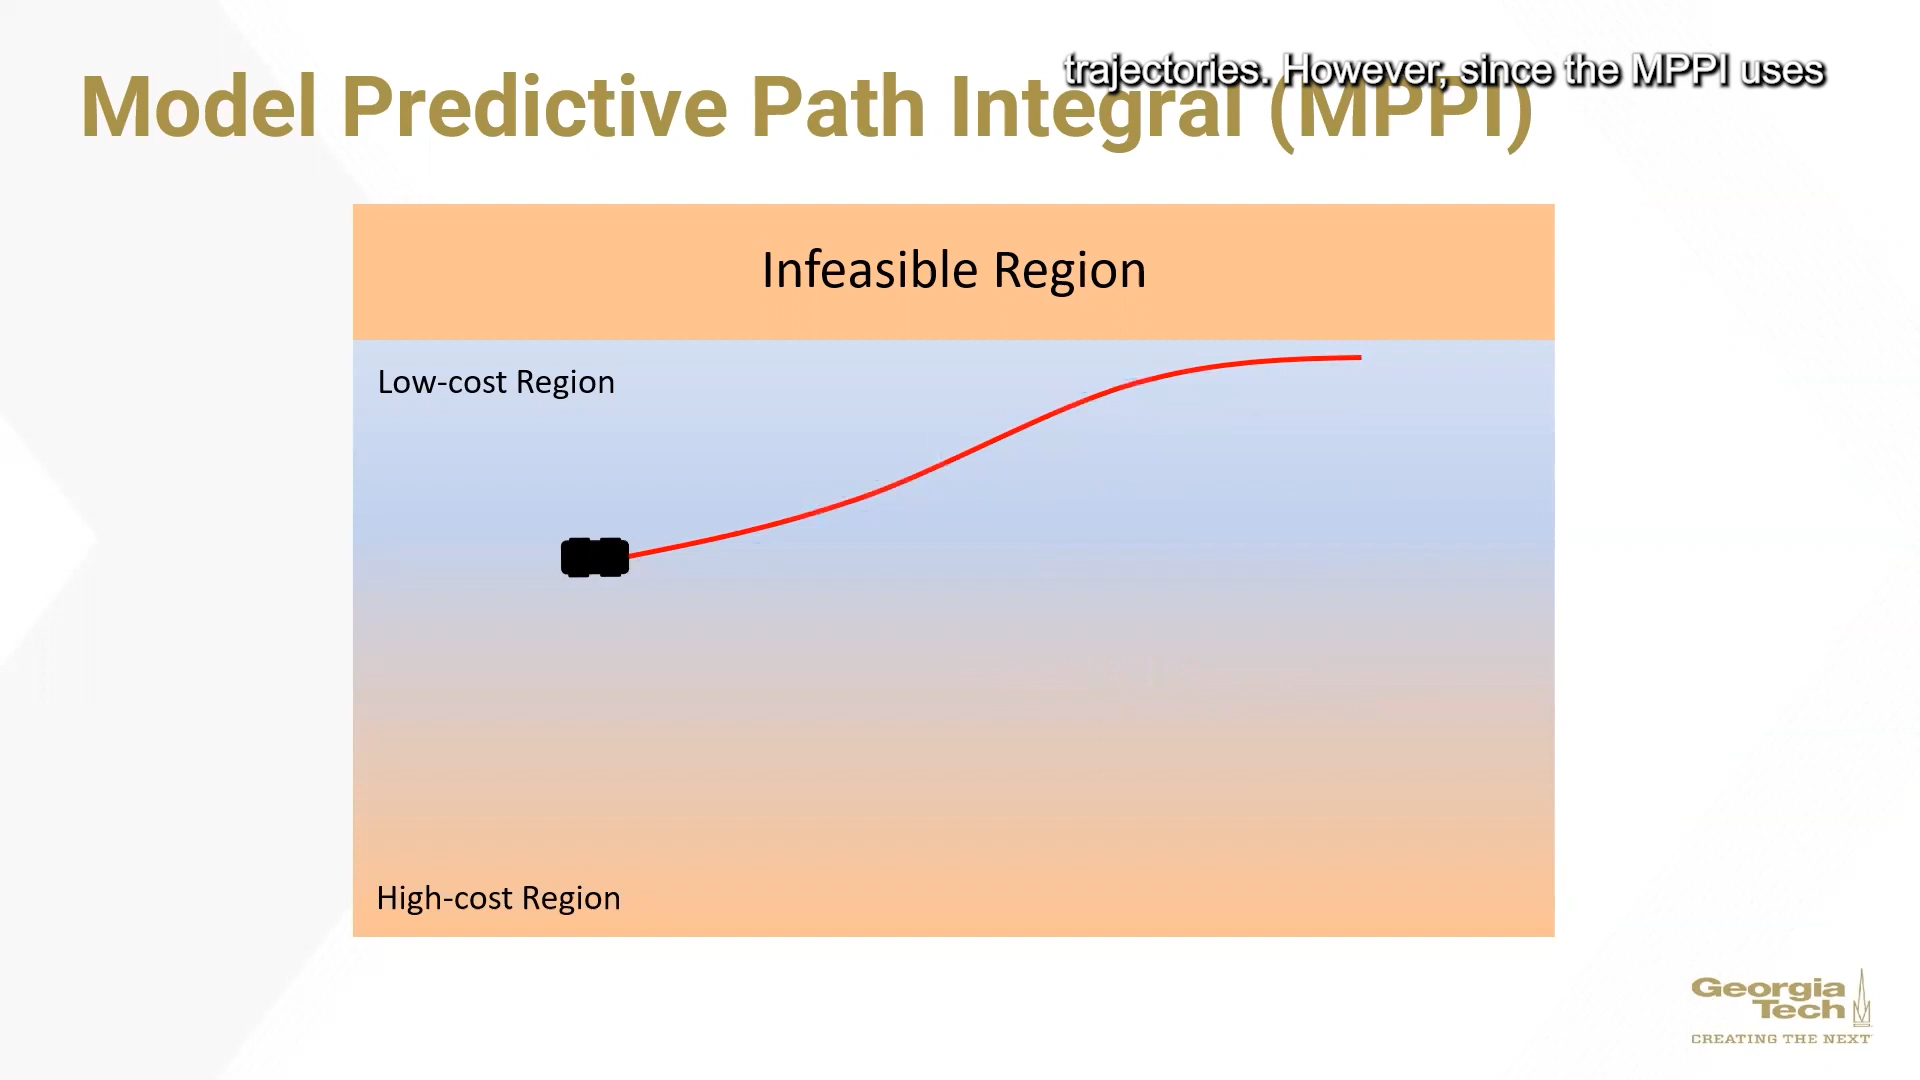 trajectories. However, since the MPPI uses
Model Predictive Path Integral (MPPI)
Infeasible Region
Low-cost Region
High-cost Region
Georgia
Tech
CREATING THE NEXT